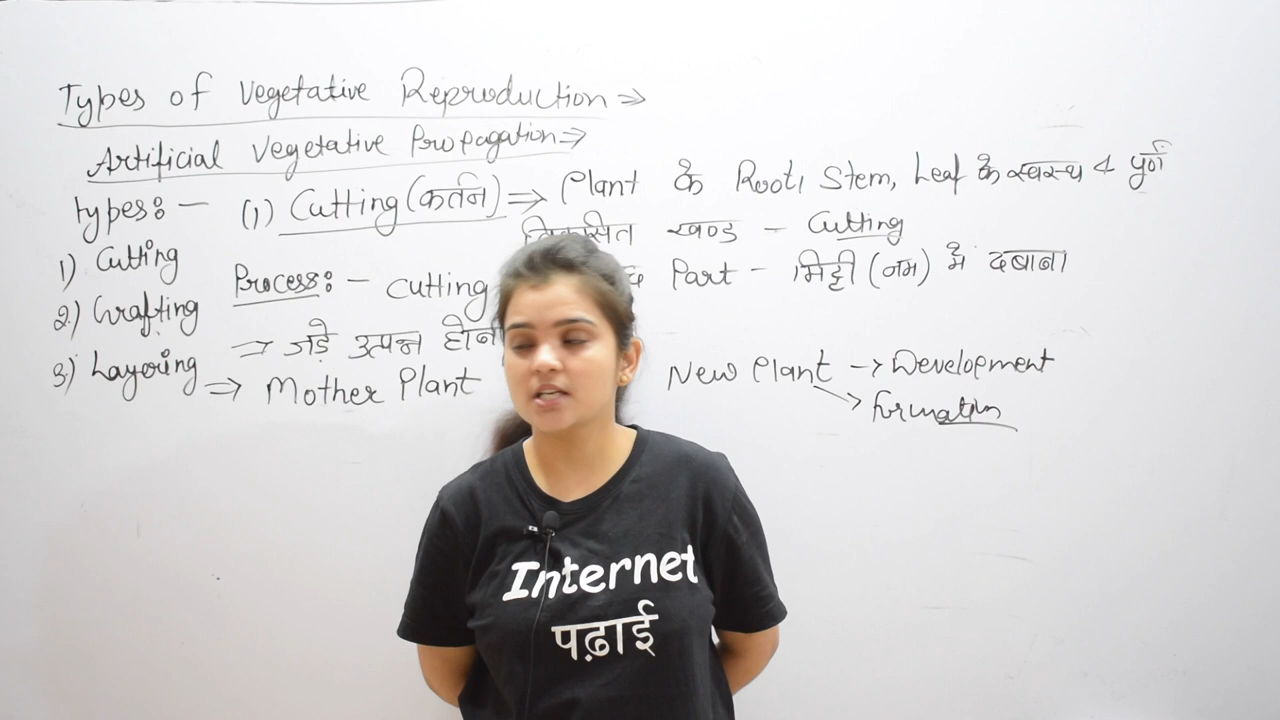 Types of Vegetative Reproduction ⇒
Artificial Vegetative Propagation ⇒
Types: - (1) Cutting (कर्तन) ⇒ Plant के Root, Stem, Leaf के स्वस्थ व पूर्ण
विकसित खण्ड - Cutting
1) Cutting
Process: - cutting Part - मिट्टी (नम) में दबाना
2) Grafting
⇒ जड़े उत्पन्न होना
3) Layering
⇒ Mother Plant New Plant → Development
→ formation
Internet
पढ़ाई